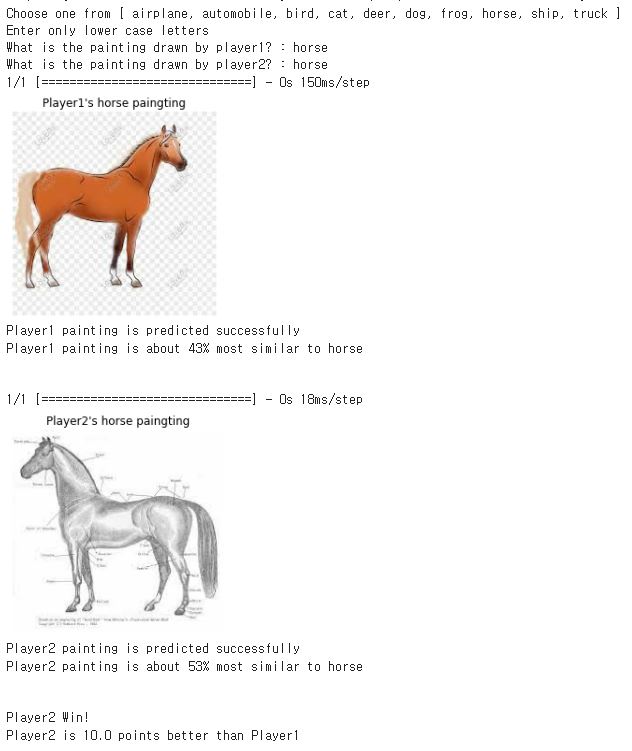 Choose one from [ airplane, automobile, bird, cat, deer, dog, frog, horse, ship, truck ]
Enter only lower case letters
What is the painting drawn by player1? : horse
What is the painting drawn by player2? : horse
1/1 [==============================] - 0s 150ms/step
Player1's horse paingting
Player1 painting is predicted successfully
Player1 painting is about 43% most similar to horse
1/1 [==============================] - 0s 18ms/step
Player2's horse paingting
Player2 painting is predicted successfully
Player2 painting is about 53% most similar to horse
Player2 Win!
Player2 is 10.0 points better than Player1